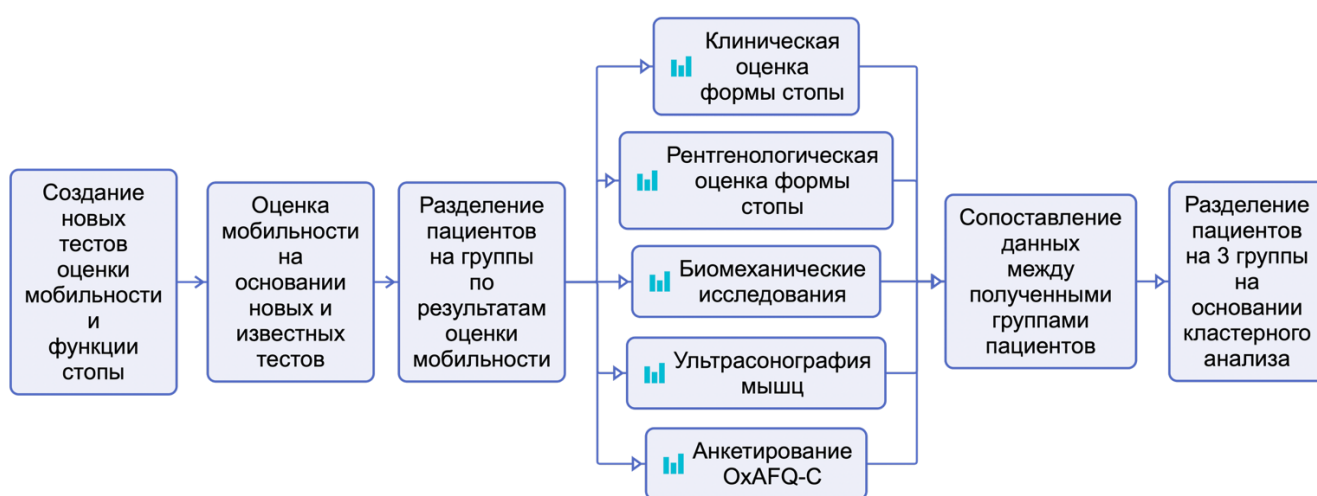 Создание
новых
тестов
оценки
мобильности
и
функции
стопы
Оценка
мобильности
на
основании
новых и
известных
тестов
Разделение
пациентов
на группы
по
результатам
оценки
мобильности
Клиническая
оценка
формы стопы
Рентгенологическая
оценка формы
стопы
Биомеханические
исследования
Ультрасонография
мышц
Анкетирование
OxAFQ-C
Сопоставление
данных
между
полученными
группами
пациентов
Разделение
пациентов
на 3 группы
на
основании
кластерного
анализа